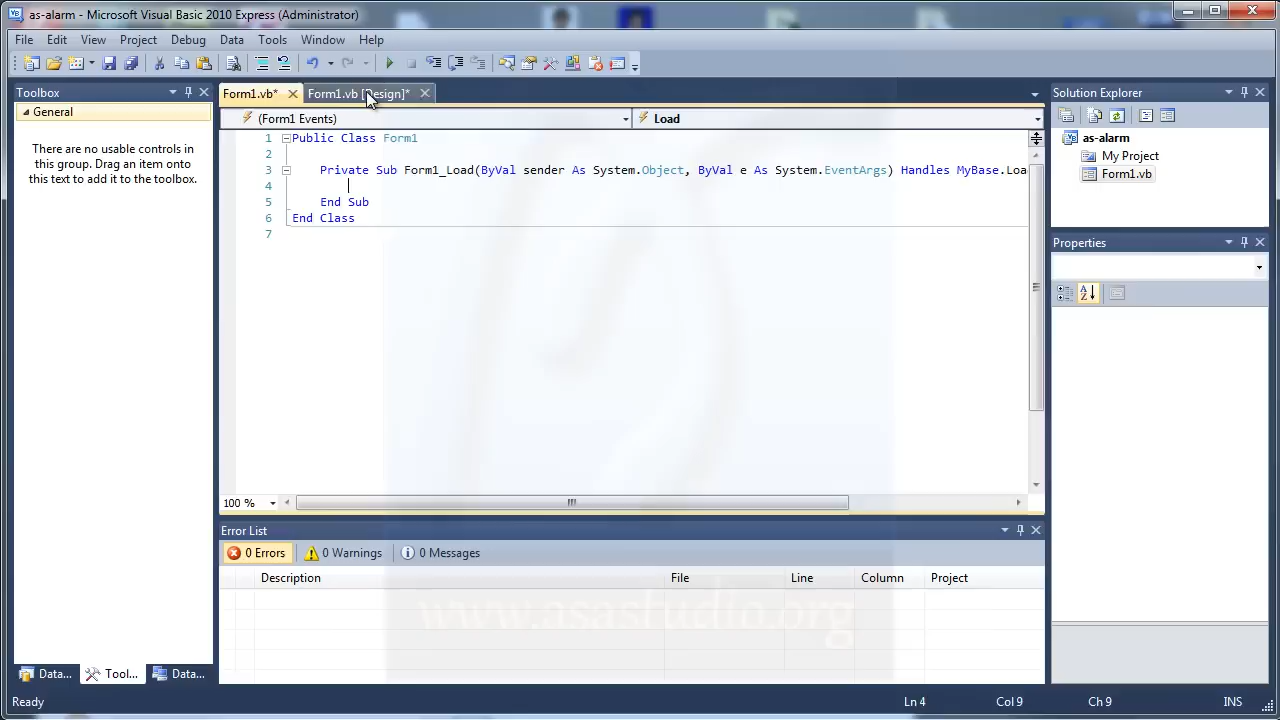 as-alarm - Microsoft Visual Basic 2010 Express (Administrator)
File Edit View Project Debug Data Tools Window Help
Toolbox
General
There are no usable controls in
this group. Drag an item onto
this text to add it to the toolbox.
Data...
Tool...
Data...
Form1.vb*
Form1.vb [Design]*
(Form1 Events)
Load
1 Public Class Form1
2
3 Private Sub Form1_Load(ByVal sender As System.Object, ByVal e As System.EventArgs) Handles MyBase.Loa
4
5 End Sub
6 End Class
7
100 %
Error List
0 Errors 0 Warnings 0 Messages
Description File Line Column Project
www.asastudio.org
Solution Explorer
as-alarm
My Project
Form1.vb
Properties
Ready Ln 4 Col 9 Ch 9 INS